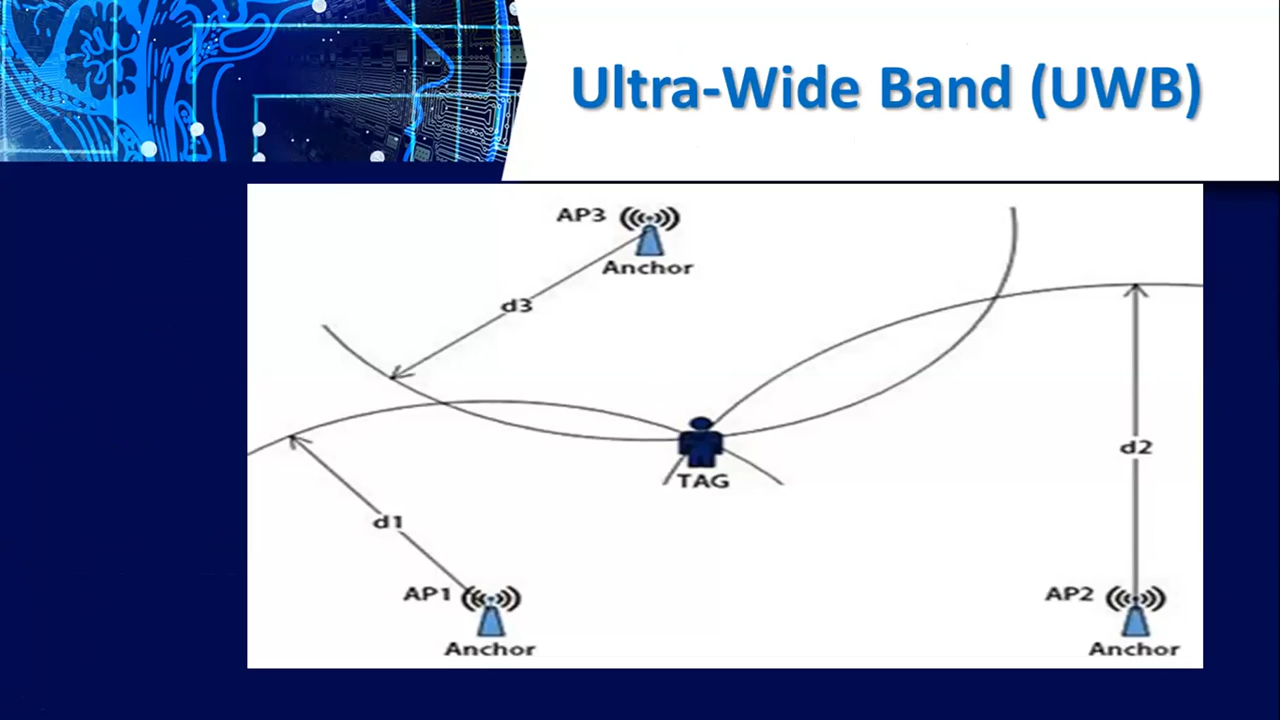 Ultra-Wide Band (UWB)
AP3
Anchor
d3
d2
TAG
d1
AP1
Anchor
AP2
Anchor